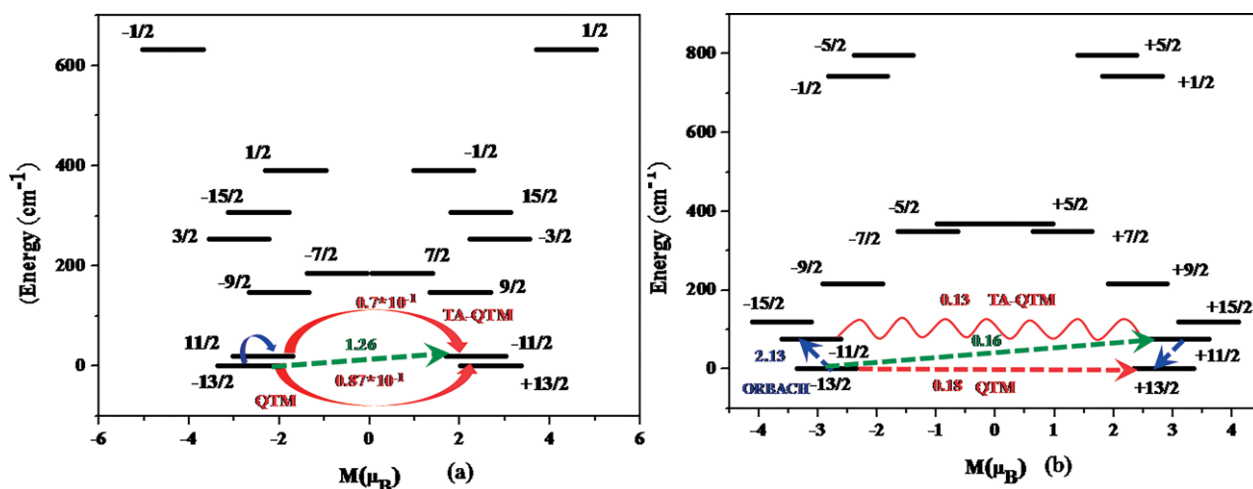 -1/2 1/2
600
(Energy (cm⁻¹)
400
1/2 -1/2
-15/2 15/2
3/2 -3/2
200
-7/2 7/2
-9/2 9/2
0.7*10⁻¹
TA-QTM
11/2 1.26 -11/2
0
-13/2 0.87*10⁻¹ +13/2
QTM
-6 -4 -2 0 2 4 6
M(μ_B) (a)
800
-5/2 +5/2
-1/2 +1/2
Energy (cm⁻¹)
600
400
-5/2 +5/2
-7/2 +7/2
200
-9/2 +9/2
-15/2 0.13 TA-QTM +15/2
0.16
2.13 -11/2 +11/2
0
ORBACH -13/2 0.18 QTM +13/2
-4 -3 -2 -1 0 1 2 3 4
M(μ_B) (b)